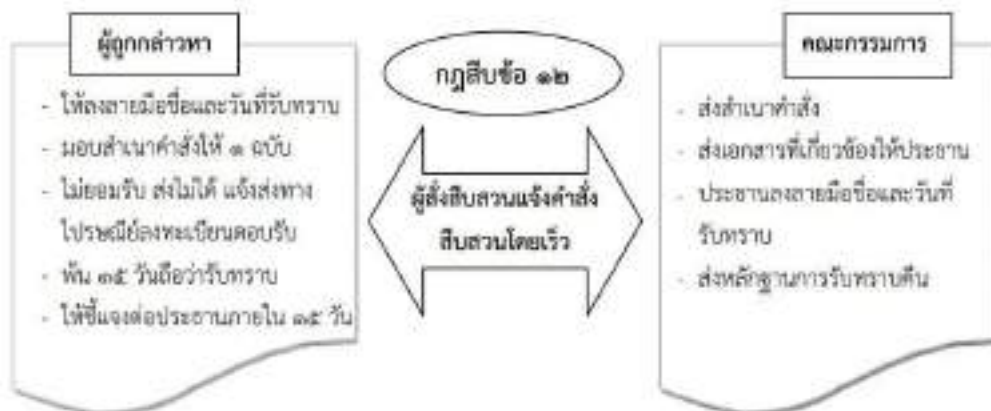 ผู้ถูกกล่าวหา
- ให้ลงลายมือชื่อและวันที่รับทราบ
- มอบสำเนาคำสั่งให้ ๑ ฉบับ
- ไม่ยอมรับ ส่งไม่ได้ แจ้งส่งทาง
ไปรษณีย์ลงทะเบียนตอบรับ
- พ้น ๑๕ วันถือว่ารับทราบ
- ให้ชี้แจงต่อประธานภายใน ๑๕ วัน
กฎสืบข้อ ๑๒
ผู้สั่งสืบสวนแจ้งคำสั่ง
สืบสวนโดยเร็ว
คณะกรรมการ
- ส่งสำเนาคำสั่ง
- ส่งเอกสารที่เกี่ยวข้องให้ประธาน
- ประธานลงลายมือชื่อและวันที่
รับทราบ
- ส่งหลักฐานการรับทราบคืน